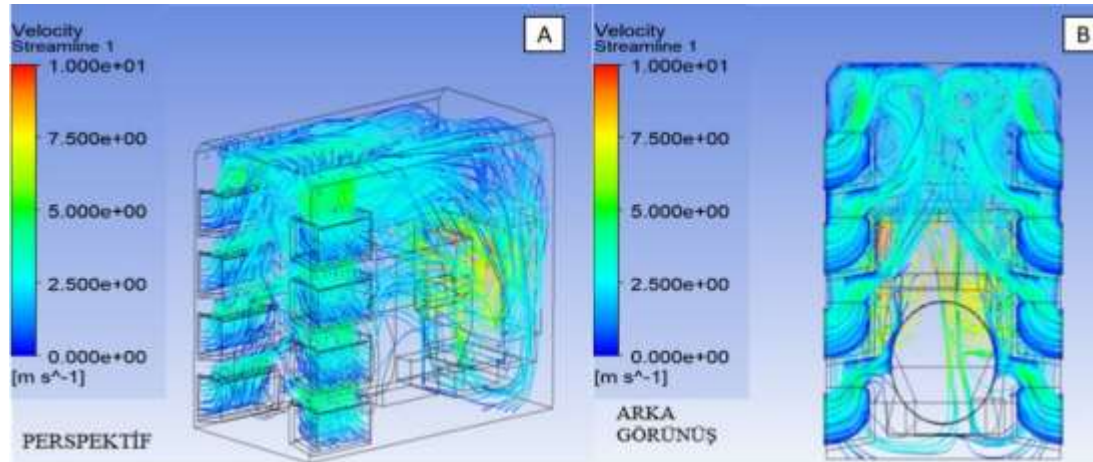 Velocity
Streamline 1
1.000e+01
7.500e+00
5.000e+00
2.500e+00
0.000e+00
[m s^-1]
A
PERSPEKTİF
Velocity
Streamline 1
1.000e+01
7.500e+00
5.000e+00
2.500e+00
0.000e+00
[m s^-1]
B
ARKA
GÖRÜNÜŞ